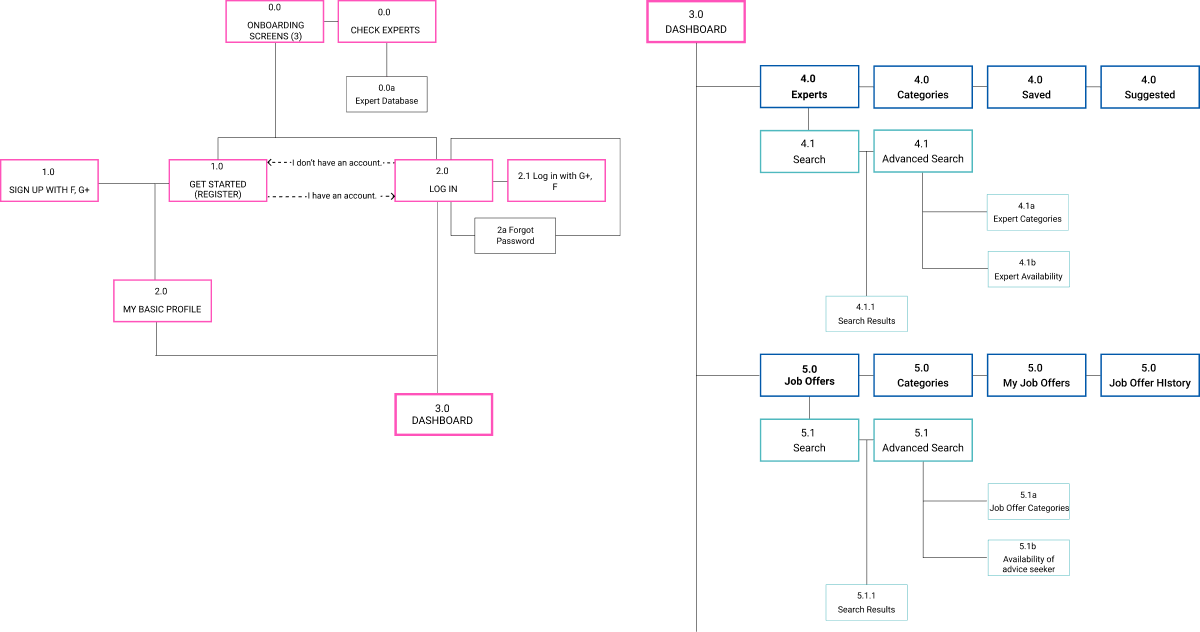 0.0
ONBOARDING
SCREENS (3)
0.0
CHECK EXPERTS
0.0a
Expert Database
1.0
SIGN UP WITH F, G+
1.0
GET STARTED
(REGISTER)
I don't have an account.
I have an account.
2.0
LOG IN
2.1 Log in with G+,
F
2a Forgot
Password
2.0
MY BASIC PROFILE
3.0
DASHBOARD
3.0
DASHBOARD
4.0
Experts
4.0
Categories
4.0
Saved
4.0
Suggested
4.1
Search
4.1
Advanced Search
4.1a
Expert Categories
4.1b
Expert Availability
4.1.1
Search Results
5.0
Job Offers
5.0
Categories
5.0
My Job Offers
5.0
Job Offer HIstory
5.1
Search
5.1
Advanced Search
5.1a
Job Offer Categories
5.1b
Availability of
advice seeker
5.1.1
Search Results